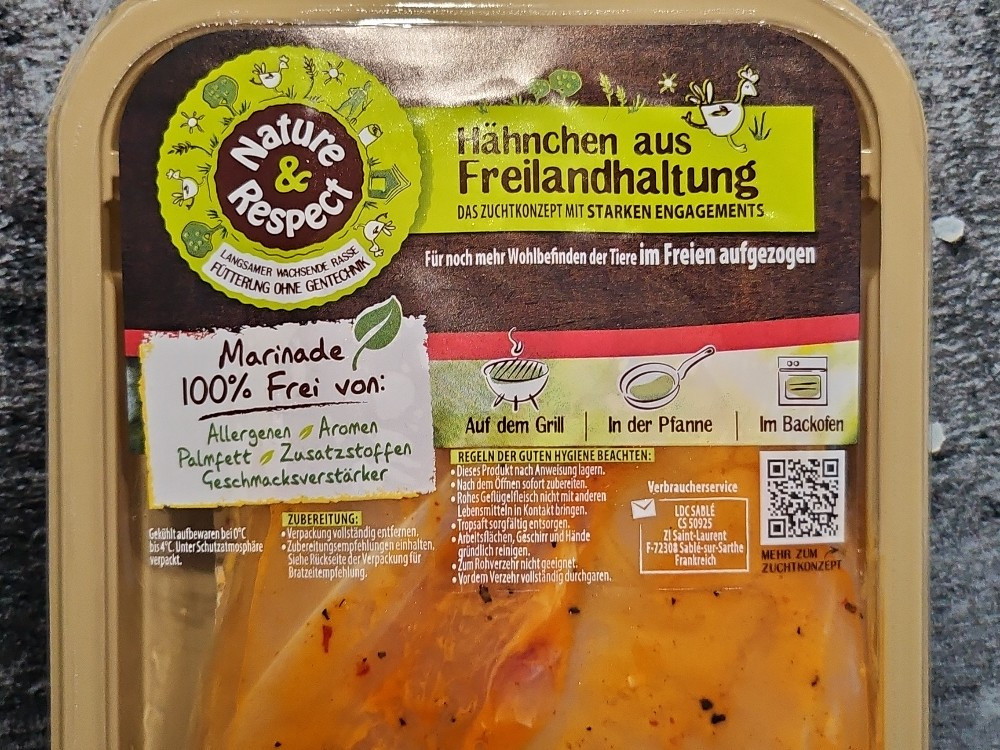 Nature
&
Respect
LANGSAMER WACHSENDE RASSE
FÜTTERUNG OHNE GENTECHNIK
Hähnchen aus
Freilandhaltung
DAS ZUCHTKONZEPT MIT STARKEN ENGAGEMENTS
Für noch mehr Wohlbefinden der Tiere im Freien aufgezogen
Marinade
100% Frei von:
Allergenen Aromen
Palmfett Zusatzstoffen
Geschmacksverstärker
Auf dem Grill
In der Pfanne
Im Backofen
Gekühlt aufbewaren bei 0°C
bis 4°C. Unter Schutzatmosphäre
verpackt.
ZUBEREITUNG:
• Verpackung vollständig entfernen.
• Zubereitungsempfehlungen einhalten.
Siehe Rückseite der Verpackung für
Bratzeitempfehlung.
REGELN DER GUTEN HYGIENE BEACHTEN:
• Dieses Produkt nach Anweisung lagern.
• Nach dem Öffnen sofort zubereiten.
• Rohes Geflügelfleisch nicht mit anderen
Lebensmitteln in Kontakt bringen.
• Tropsaft sorgfältig entsorgen.
• Arbeitsflächen, Geschirr und Hände
gründlich reinigen.
• Zum Rohverzehr nicht geeignet.
• Vor dem Verzehr vollständig durchgaren.
Verbraucherservice
LDC SABLÉ
CS 50925
ZI Saint-Laurent
F-72308 Sablé-sur-Sarthe
Frankreich
MEHR ZUM
ZUCHTKONZEPT